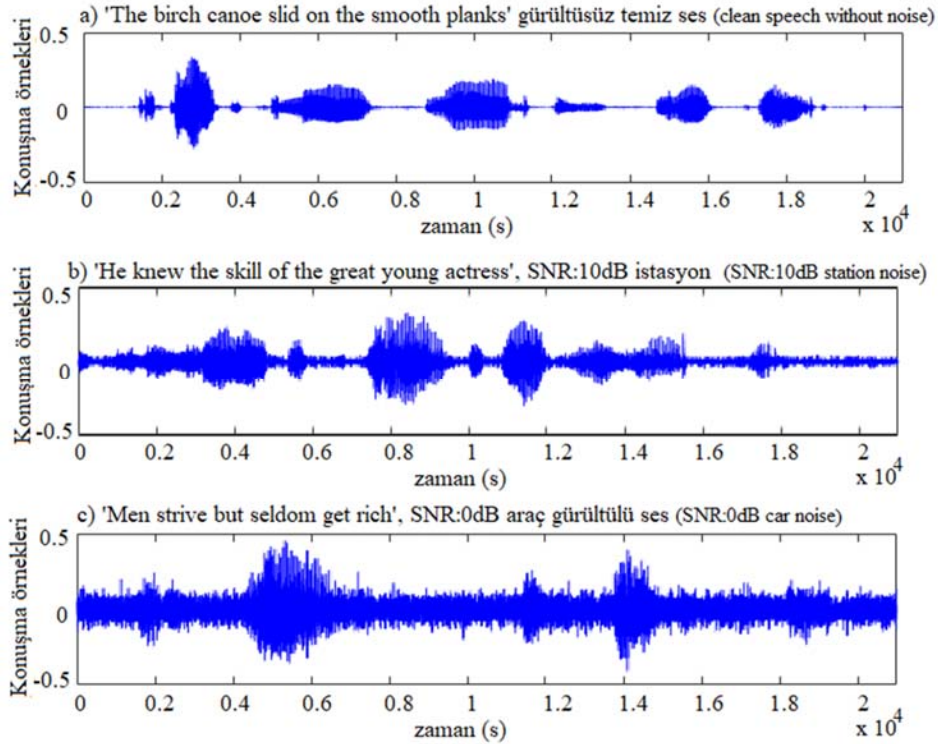 a) 'The birch canoe slid on the smooth planks' gürültüsüz temiz ses (clean speech without noise)
Konuşma örnekleri
0.5
0
-0.5
0 0.2 0.4 0.6 0.8 1 1.2 1.4 1.6 1.8 2
x 10⁴
zaman (s)
b) 'He knew the skill of the great young actress', SNR:10dB istasyon (SNR:10dB station noise)
Konuşma örnekleri
0.5
0
-0.5
0 0.2 0.4 0.6 0.8 1 1.2 1.4 1.6 1.8 2
x 10⁴
zaman (s)
c) 'Men strive but seldom get rich', SNR:0dB araç gürültülü ses (SNR:0dB car noise)
Konuşma örnekleri
0.5
0
-0.5
0 0.2 0.4 0.6 0.8 1 1.2 1.4 1.6 1.8 2
x 10⁴
zaman (s)